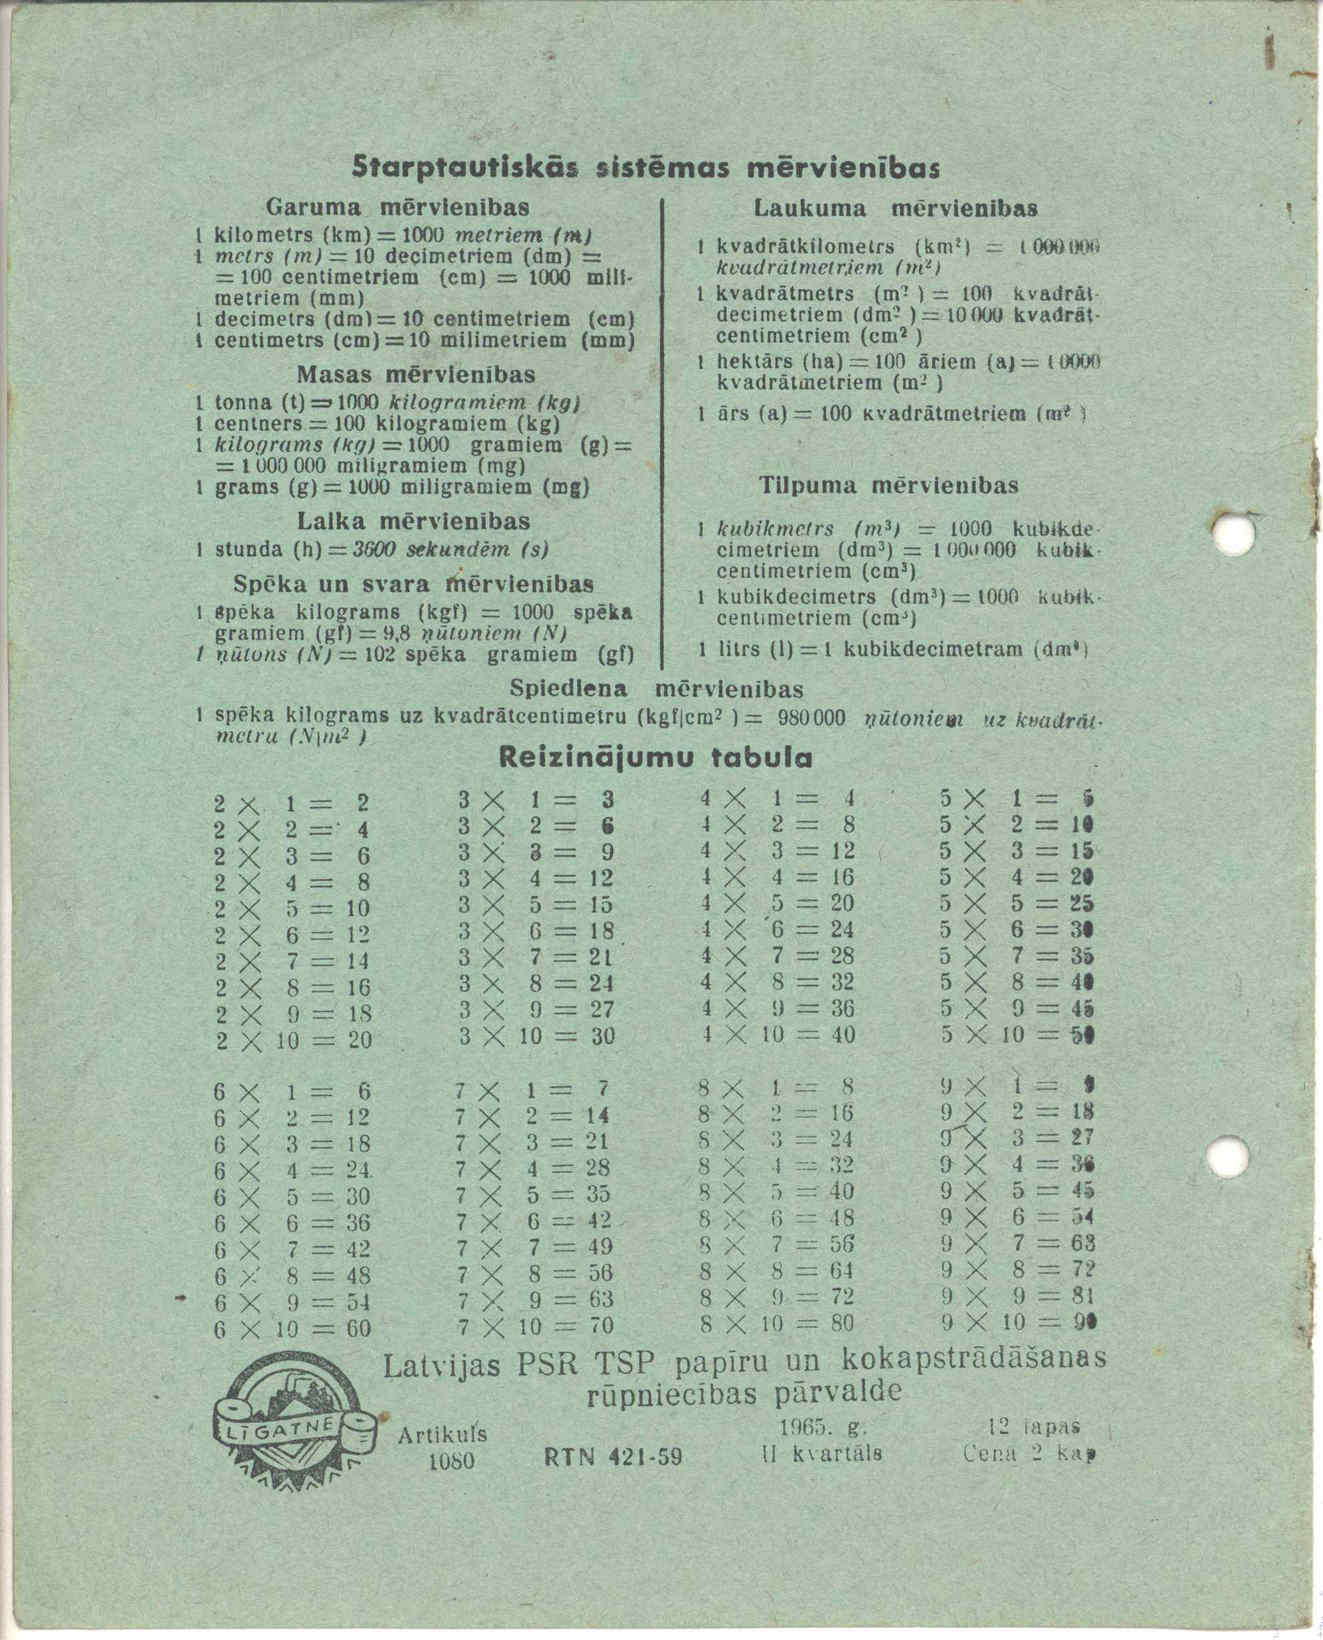 Starptautiskās sistēmas mērvienības
Garuma mērvienības
1 kilometrs (km) = 1000 metriem (m)
1 metrs (m) = 10 decimetriem (dm) =
= 100 centimetriem (cm) = 1000 mili-
metriem (mm)
1 decimetrs (dm) = 10 centimetriem (cm)
1 centimetrs (cm) = 10 milimetriem (mm)
Masas mērvienības
1 tonna (t) = 1000 kilogramiem (kg)
1 centners = 100 kilogramiem (kg)
1 kilograms (kg) = 1000 gramiem (g) =
= 1 000 000 miligramiem (mg)
1 grams (g) = 1000 miligramiem (mg)
Laika mērvienības
1 stunda (h) = 3600 sekundēm (s)
Spēka un svara mērvienības
1 spēka kilograms (kgf) = 1000 spēka
gramiem (gf) = 9,8 ņūtoniem (N)
1 ņūtons (N) = 102 spēka gramiem (gf)
Laukuma mērvienības
1 kvadrātkilometrs (km²) = 1 000 000
kvadrātmetriem (m²)
1 kvadrātmetrs (m²) = 100 kvadrāt-
decimetriem (dm²) = 10 000 kvadrāt-
centimetriem (cm²)
1 hektārs (ha) = 100 āriem (a) = 10000
kvadrātmetriem (m²)
1 ārs (a) = 100 kvadrātmetriem (m²)
Tilpuma mērvienības
1 kubikmetrs (m³) = 1000 kubikde-
cimetriem (dm³) = 1 000 000 kubik-
centimetriem (cm³)
1 kubikdecimetrs (dm³) = 1000 kubik-
centimetriem (cm³)
1 litrs (l) = 1 kubikdecimetram (dm³)
Spiediena mērvienības
1 spēka kilograms uz kvadrātcentimetru (kgf|cm²) = 980 000 ņūtoniem uz kvadrāt-
metru (N|m²)
Reizinājumu tabula
2 × 1 = 2 3 × 1 = 3 4 × 1 = 4 5 × 1 = 5
2 × 2 = 4 3 × 2 = 6 4 × 2 = 8 5 × 2 = 10
2 × 3 = 6 3 × 3 = 9 4 × 3 = 12 5 × 3 = 15
2 × 4 = 8 3 × 4 = 12 4 × 4 = 16 5 × 4 = 20
2 × 5 = 10 3 × 5 = 15 4 × 5 = 20 5 × 5 = 25
2 × 6 = 12 3 × 6 = 18 4 × 6 = 24 5 × 6 = 30
2 × 7 = 14 3 × 7 = 21 4 × 7 = 28 5 × 7 = 35
2 × 8 = 16 3 × 8 = 24 4 × 8 = 32 5 × 8 = 40
2 × 9 = 18 3 × 9 = 27 4 × 9 = 36 5 × 9 = 45
2 × 10 = 20 3 × 10 = 30 4 × 10 = 40 5 × 10 = 50
6 × 1 = 6 7 × 1 = 7 8 × 1 = 8 9 × 1 = 9
6 × 2 = 12 7 × 2 = 14 8 × 2 = 16 9 × 2 = 18
6 × 3 = 18 7 × 3 = 21 8 × 3 = 24 9 × 3 = 27
6 × 4 = 24 7 × 4 = 28 8 × 4 = 32 9 × 4 = 36
6 × 5 = 30 7 × 5 = 35 8 × 5 = 40 9 × 5 = 45
6 × 6 = 36 7 × 6 = 42 8 × 6 = 48 9 × 6 = 54
6 × 7 = 42 7 × 7 = 49 8 × 7 = 56 9 × 7 = 63
6 × 8 = 48 7 × 8 = 56 8 × 8 = 64 9 × 8 = 72
6 × 9 = 54 7 × 9 = 63 8 × 9 = 72 9 × 9 = 81
6 × 10 = 60 7 × 10 = 70 8 × 10 = 80 9 × 10 = 90
Latvijas PSR TSP papīru un kokapstrādāšanas
rūpniecības pārvalde
LĪGATNE
Artikuls
1080
RTN 421-59
1965. g.
II kvartāls
12 lapas
Cena 2 kap